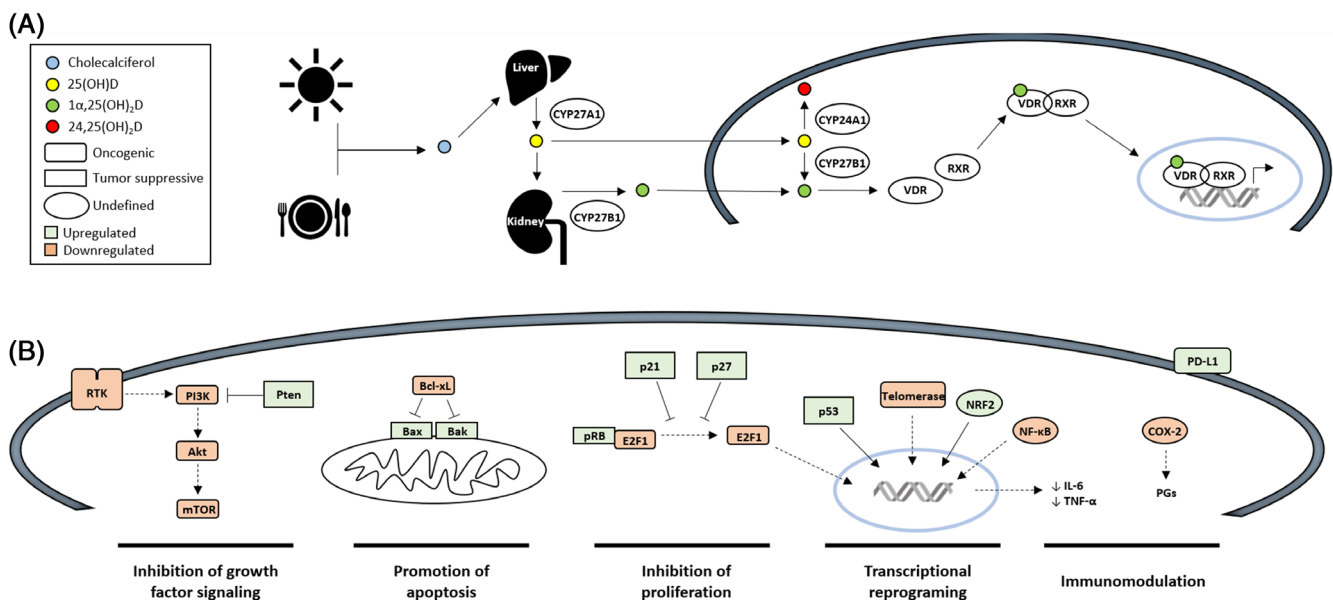 (A)
Cholecalciferol
25(OH)D
1α,25(OH)₂D
24,25(OH)₂D
Oncogenic
Tumor suppressive
Undefined
Upregulated
Downregulated
Liver
CYP27A1
Kidney
CYP27B1
CYP24A1
CYP27B1
VDR
RXR
VDR
RXR
VDR
RXR
(B)
RTK
PI3K
Pten
Akt
mTOR
Inhibition of growth
factor signaling
Bcl-xL
Bax
Bak
Promotion of
apoptosis
p21
p27
pRB
E2F1
E2F1
Inhibition of
proliferation
p53
Telomerase
NRF2
NF-κB
↓ IL-6
↓ TNF-α
Transcriptional
reprograming
PD-L1
COX-2
PGs
Immunomodulation